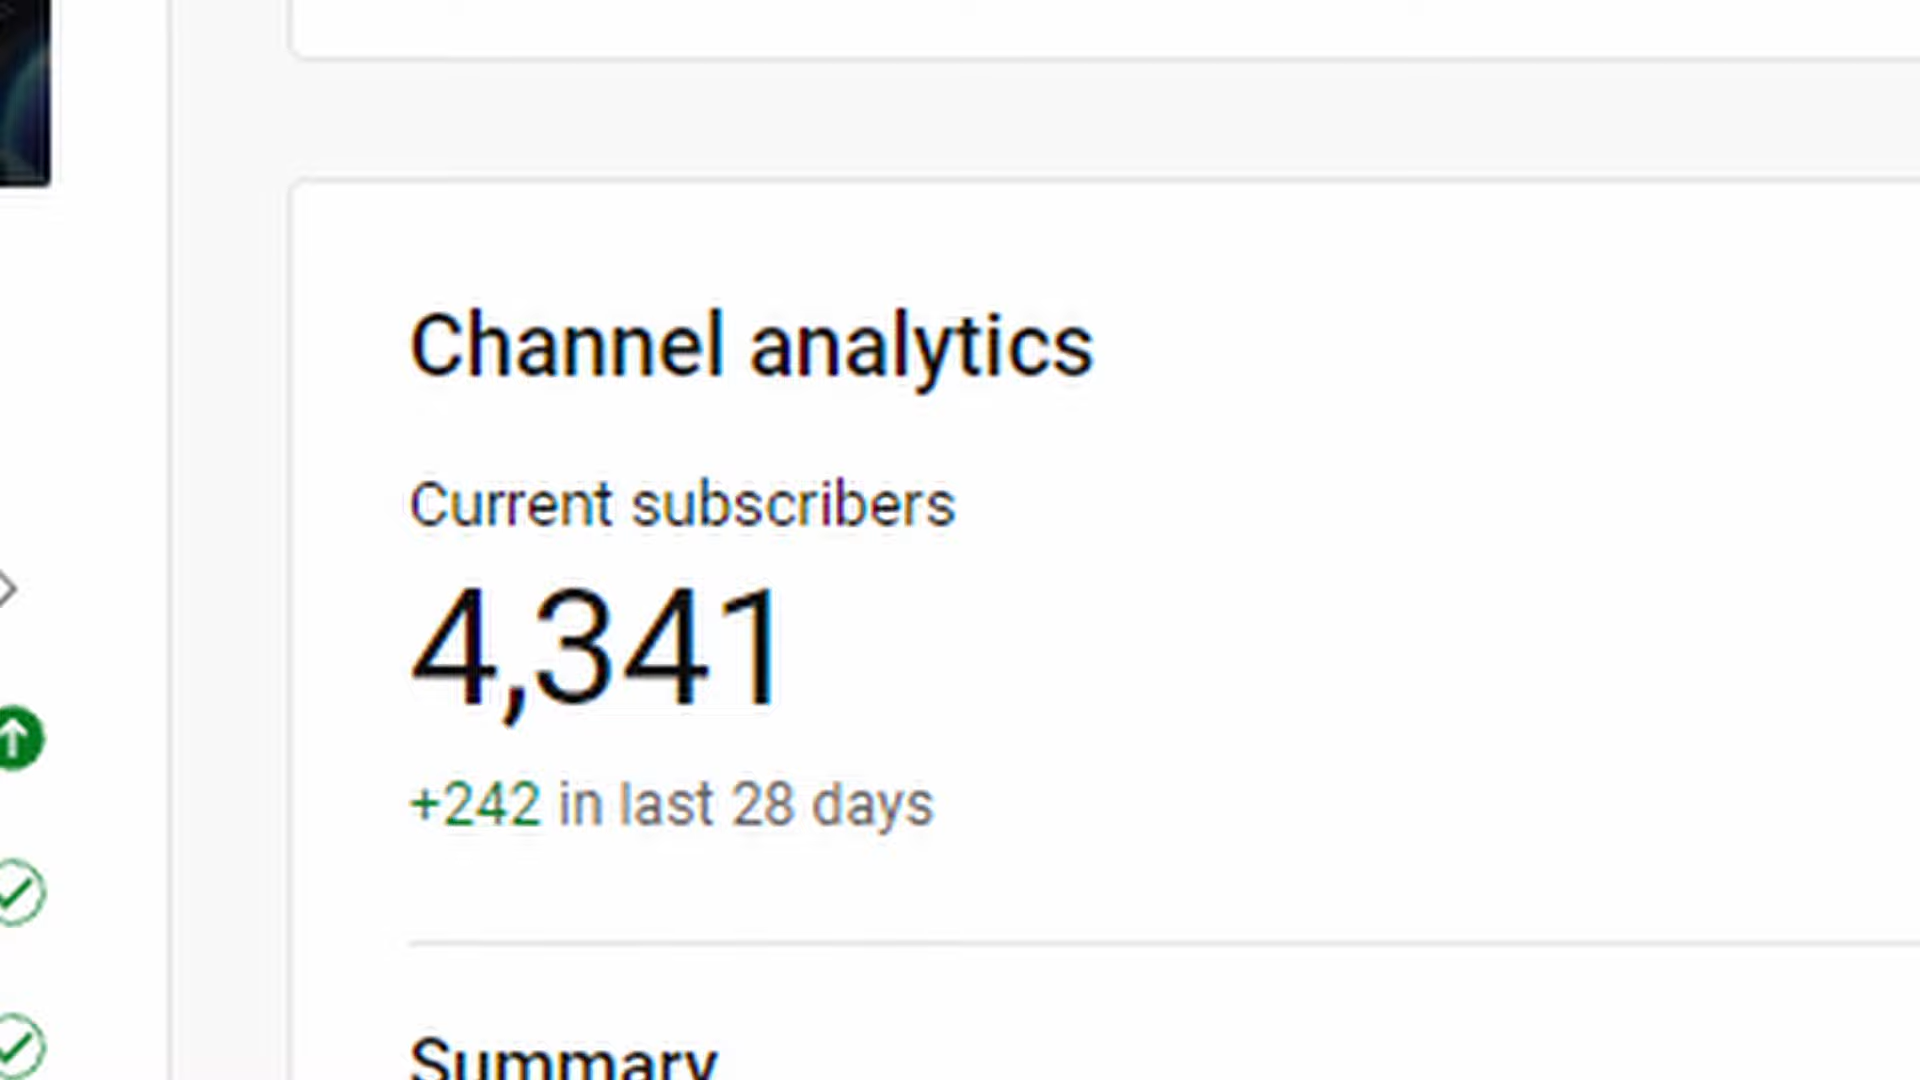 Channel analytics
Current subscribers
4,341
+242 in last 28 days
Summary